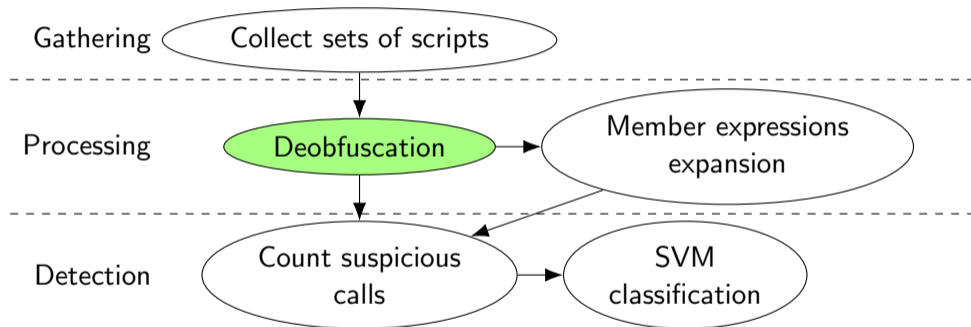 Gathering
Collect sets of scripts
Processing
Deobfuscation
Member expressions
expansion
Detection
Count suspicious
calls
SVM
classification